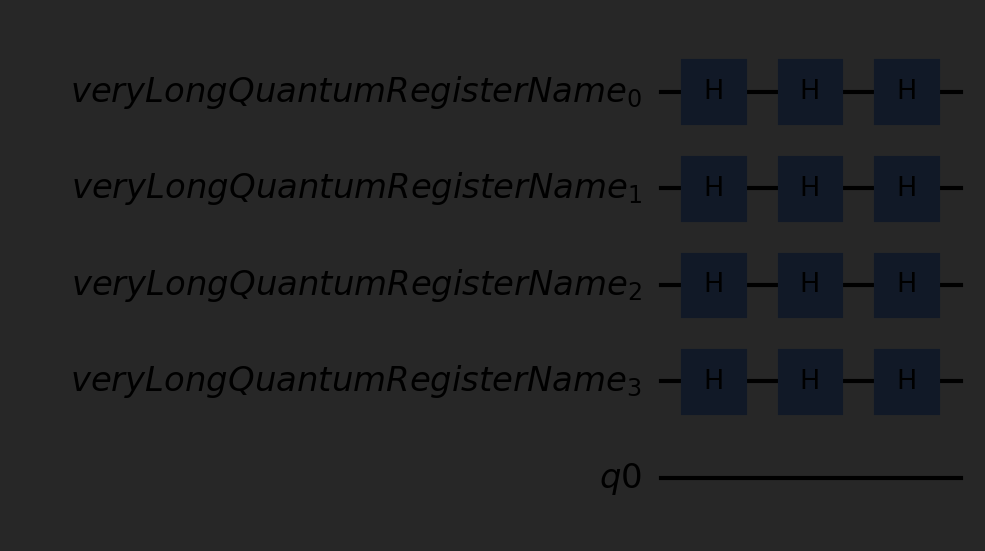 veryLongQuantumRegisterName₀ H H H
veryLongQuantumRegisterName₁ H H H
veryLongQuantumRegisterName₂ H H H
veryLongQuantumRegisterName₃ H H H
q0